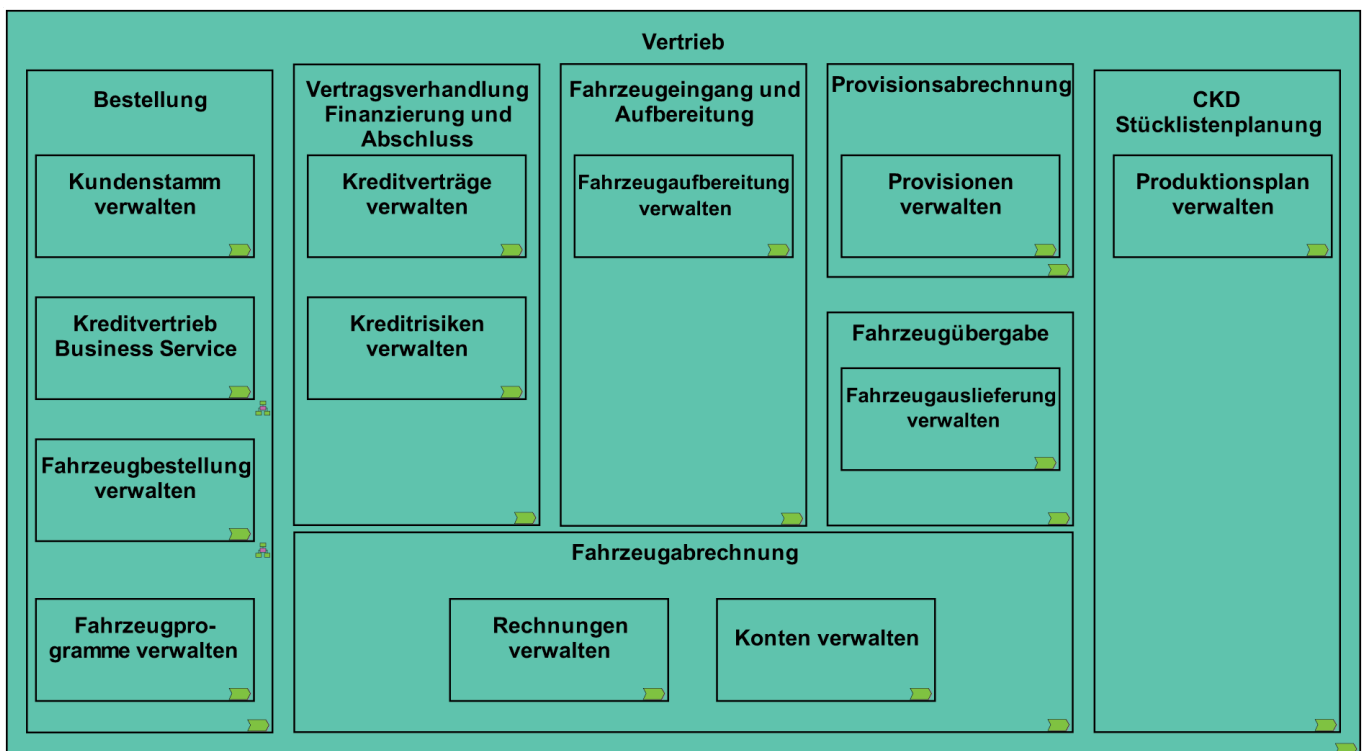 Vertrieb
Bestellung
Kundenstamm
verwalten
Kreditvertrieb
Business Service
Fahrzeugbestellung
verwalten
Fahrzeugpro-
gramme verwalten
Vertragsverhandlung
Finanzierung und
Abschluss
Kreditverträge
verwalten
Kreditrisiken
verwalten
Fahrzeugeingang und
Aufbereitung
Fahrzeugaufbereitung
verwalten
Provisionsabrechnung
Provisionen
verwalten
Fahrzeugübergabe
Fahrzeugauslieferung
verwalten
Fahrzeugabrechnung
Rechnungen
verwalten
Konten verwalten
CKD
Stücklistenplanung
Produktionsplan
verwalten